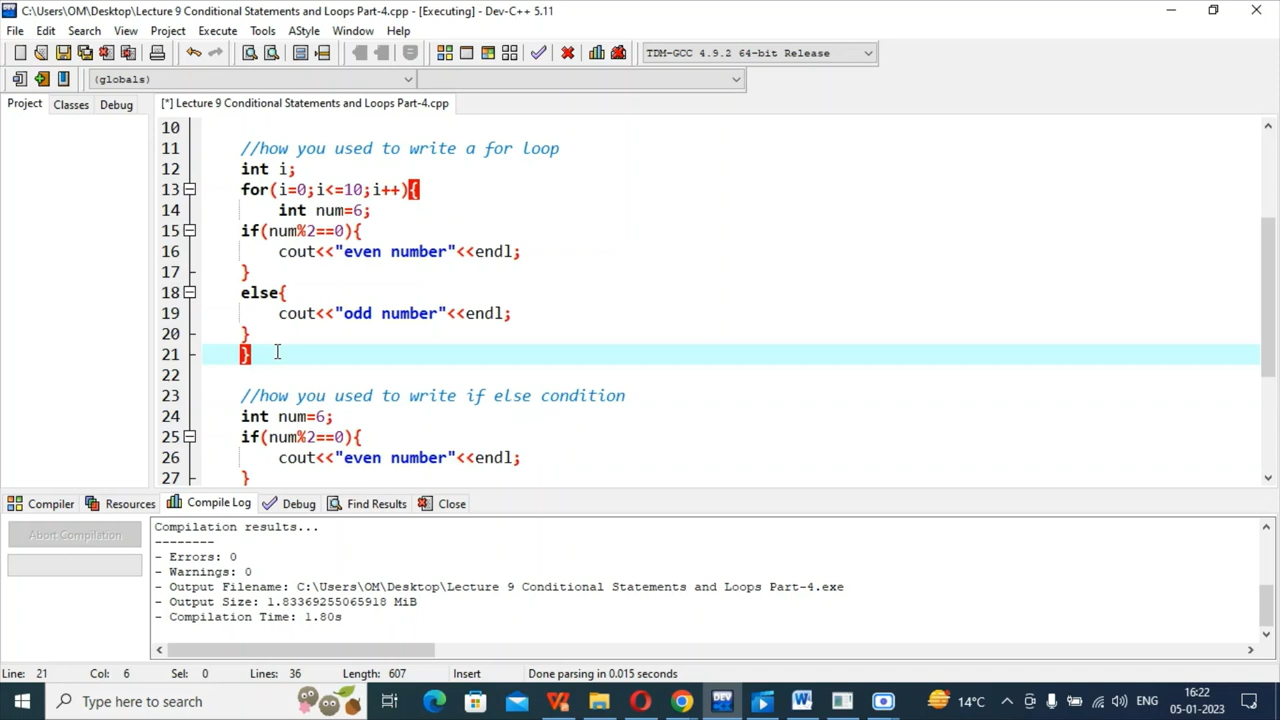 C:\Users\OM\Desktop\Lecture 9 Conditional Statements and Loops Part-4.cpp - [Executing] - Dev-C++ 5.11
File Edit Search View Project Execute Tools AStyle Window Help
TDM-GCC 4.9.2 64-bit Release
(globals)
Project Classes Debug [*] Lecture 9 Conditional Statements and Loops Part-4.cpp
10
11 //how you used to write a for loop
12 int i;
13 for(i=0;i<=10;i++){
14 int num=6;
15 if(num%2==0){
16 cout<<"even number"<<endl;
17 }
18 else{
19 cout<<"odd number"<<endl;
20 }
21 }
22
23 //how you used to write if else condition
24 int num=6;
25 if(num%2==0){
26 cout<<"even number"<<endl;
27 }
Compiler Resources Compile Log Debug Find Results Close
Abort Compilation
Compilation results...
--------
- Errors: 0
- Warnings: 0
- Output Filename: C:\Users\OM\Desktop\Lecture 9 Conditional Statements and Loops Part-4.exe
- Output Size: 1.83369255065918 MiB
- Compilation Time: 1.80s
Line: 21 Col: 6 Sel: 0 Lines: 36 Length: 607 Insert Done parsing in 0.015 seconds
Type here to search
DEV
14°C
ENG
16:22
05-01-2023